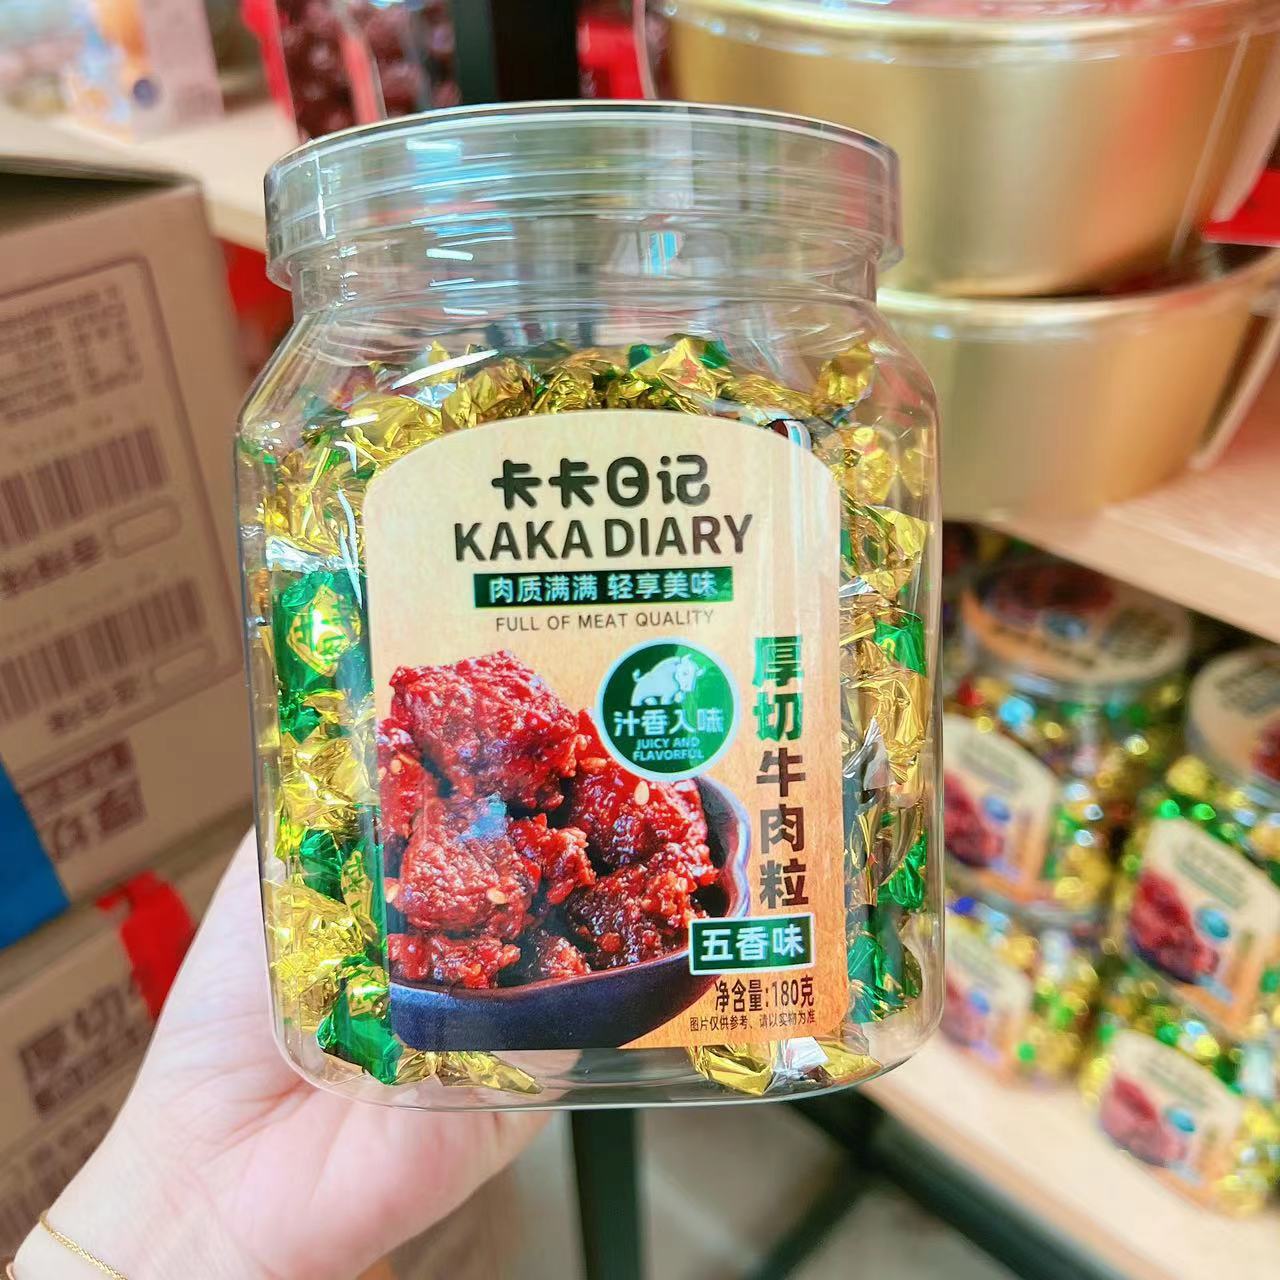 卡卡日记
KAKA DIARY
肉质满满 轻享美味
FULL OF MEAT QUALITY
汁香入味
JUICY AND
FLAVORFUL
厚切牛肉粒
五香味
净含量:180克
图片仅供参考、请以实物为准